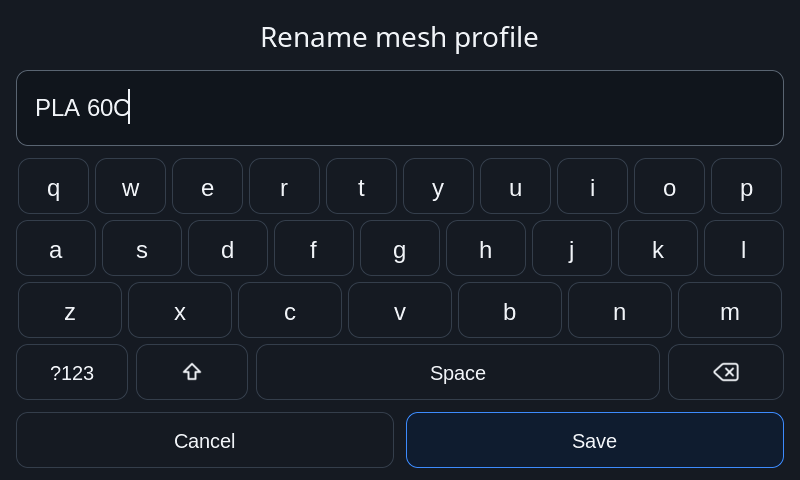 Rename mesh profile
PLA 60C
q w e r t y u i o p
a s d f g h j k l
z x c v b n m
?123 Space
Cancel Save